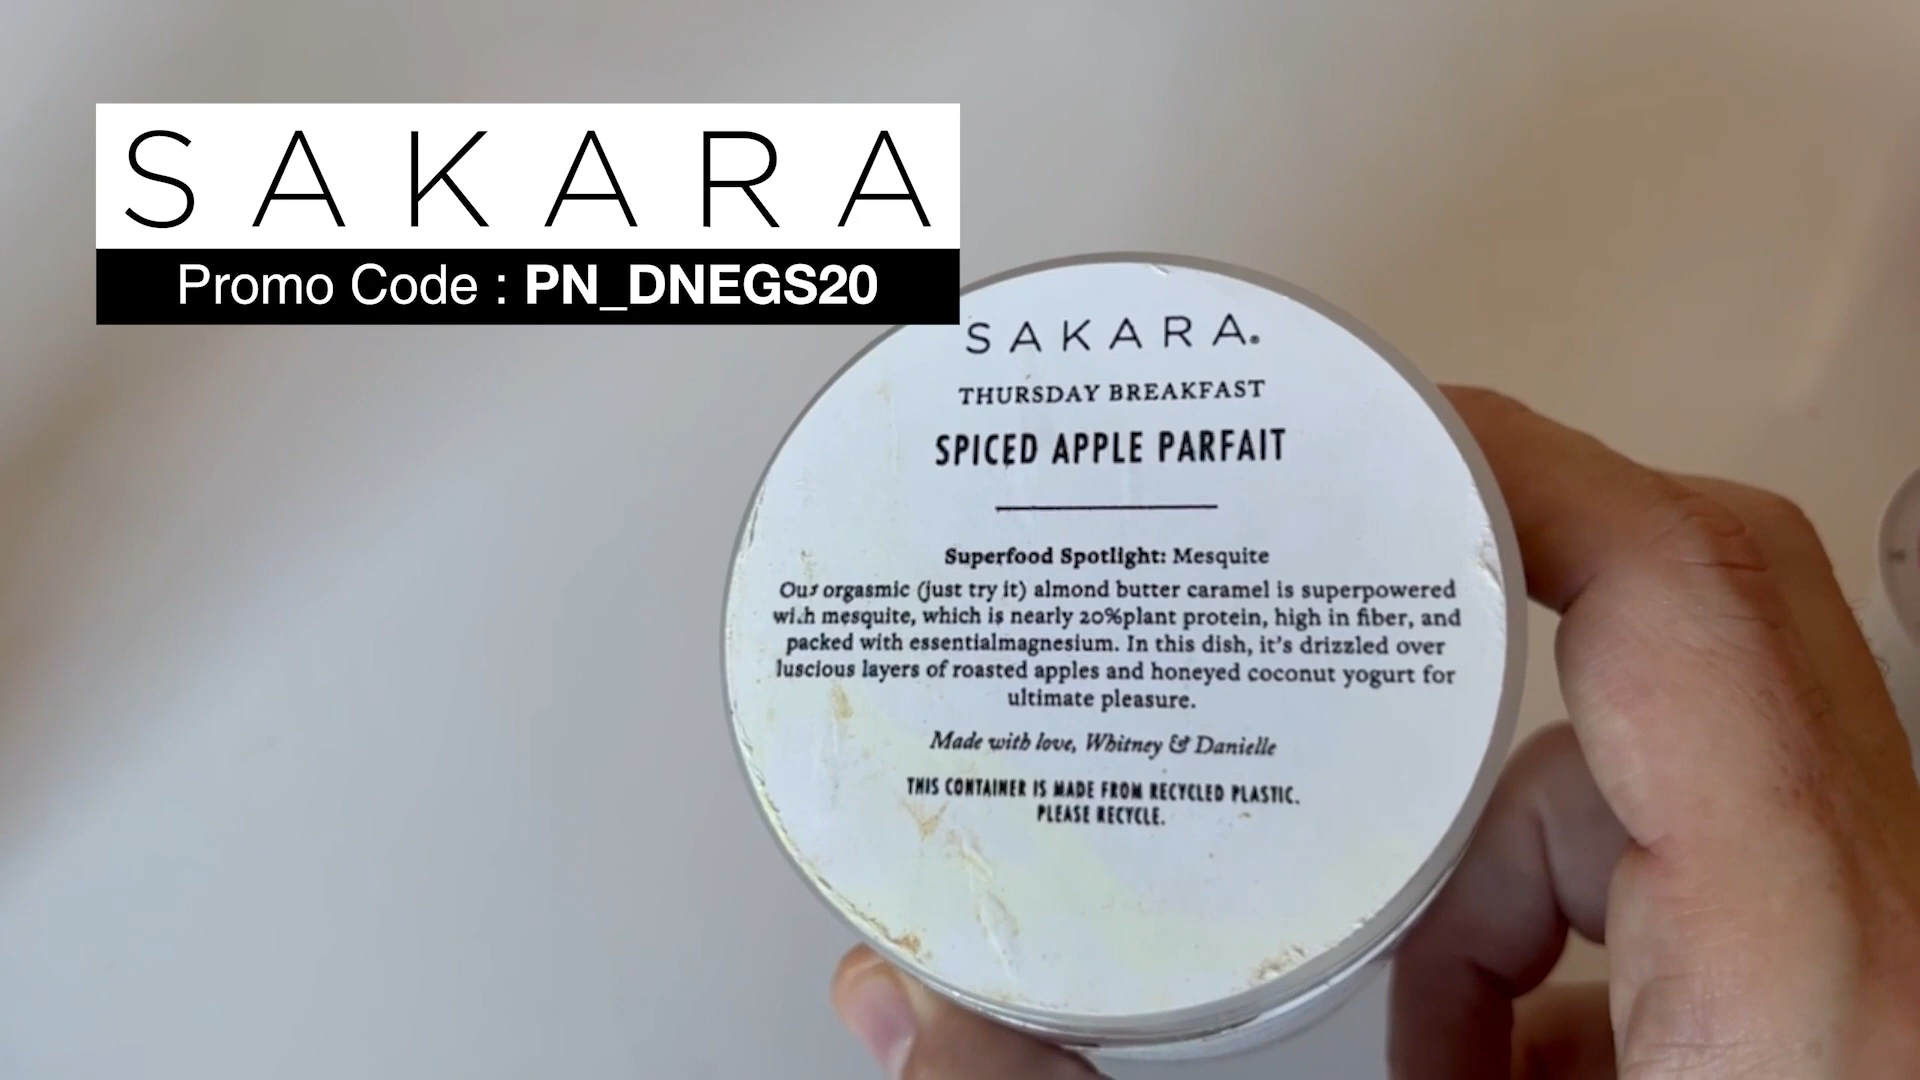 SAKARA
Promo Code : PN_DNEGS20
SAKARA®
THURSDAY BREAKFAST
SPICED APPLE PARFAIT
Superfood Spotlight: Mesquite
Our orgasmic (just try it) almond butter caramel is superpowered
with mesquite, which is nearly 20%plant protein, high in fiber, and
packed with essentialmagnesium. In this dish, it's drizzled over
luscious layers of roasted apples and honeyed coconut yogurt for
ultimate pleasure.
Made with love, Whitney & Danielle
THIS CONTAINER IS MADE FROM RECYCLED PLASTIC.
PLEASE RECYCLE.